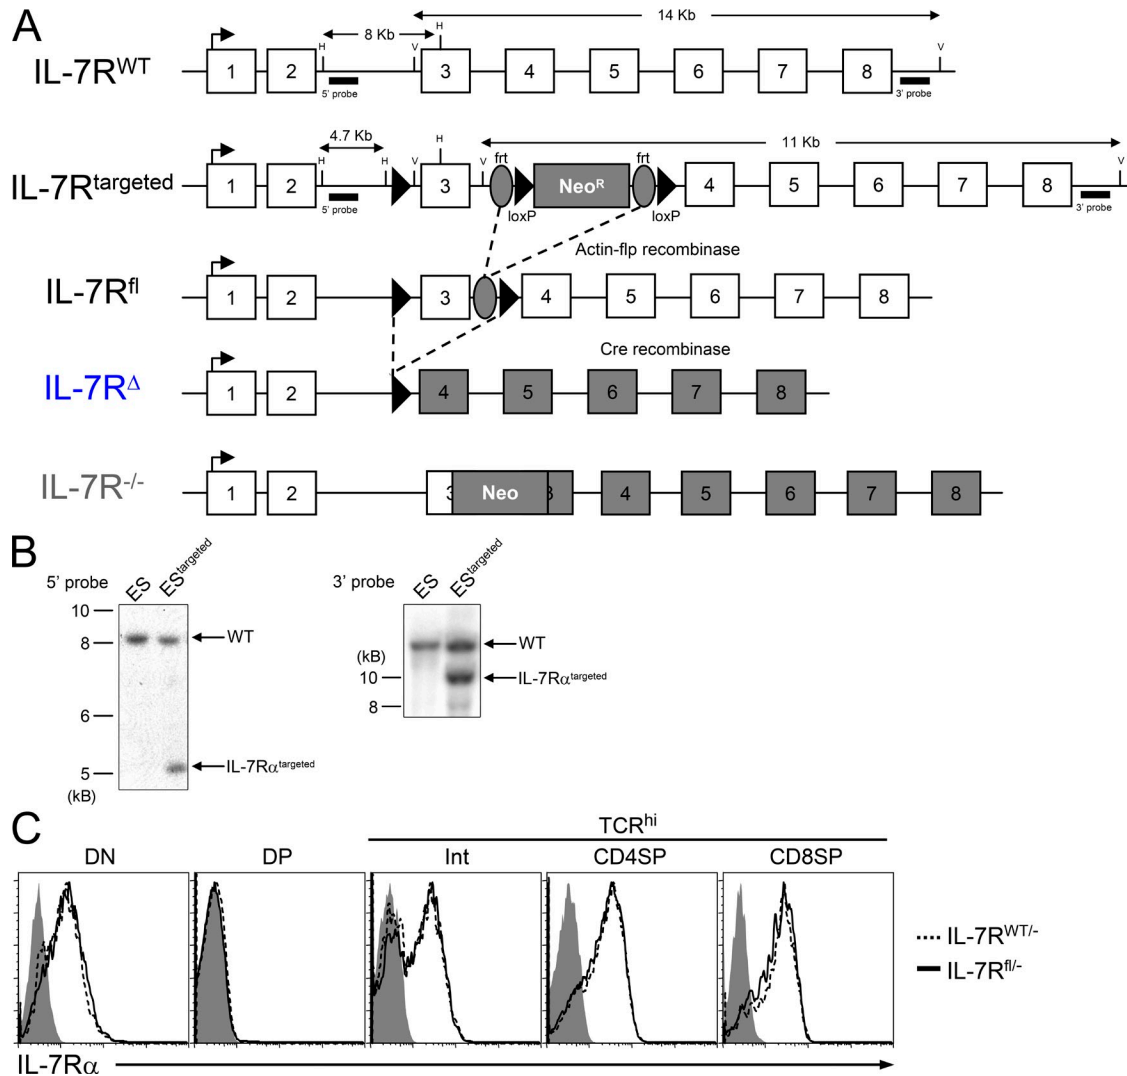 A
14 Kb
8 Kb
H
H
V
V
IL-7R^WT
1 2 3 4 5 6 7 8
5' probe
3' probe
4.7 Kb
11 Kb
H
H
H
V
V
V
frt
frt
IL-7R^targeted
1 2 3 Neo^R 4 5 6 7 8
5' probe
loxP
loxP
3' probe
Actin-flp recombinase
IL-7R^fl
1 2 3 4 5 6 7 8
Cre recombinase
IL-7R^Δ
1 2 4 5 6 7 8
IL-7R^-/-
1 2 3 Neo 3 4 5 6 7 8
B
5' probe
ES
ES^targeted
10
8
6
5
(kB)
WT
IL-7Rα^targeted
3' probe
ES
ES^targeted
(kB)
10
8
WT
IL-7Rα^targeted
C
TCR^hi
DN DP Int CD4SP CD8SP
IL-7R^WT/-
IL-7R^fl/-
IL-7Rα